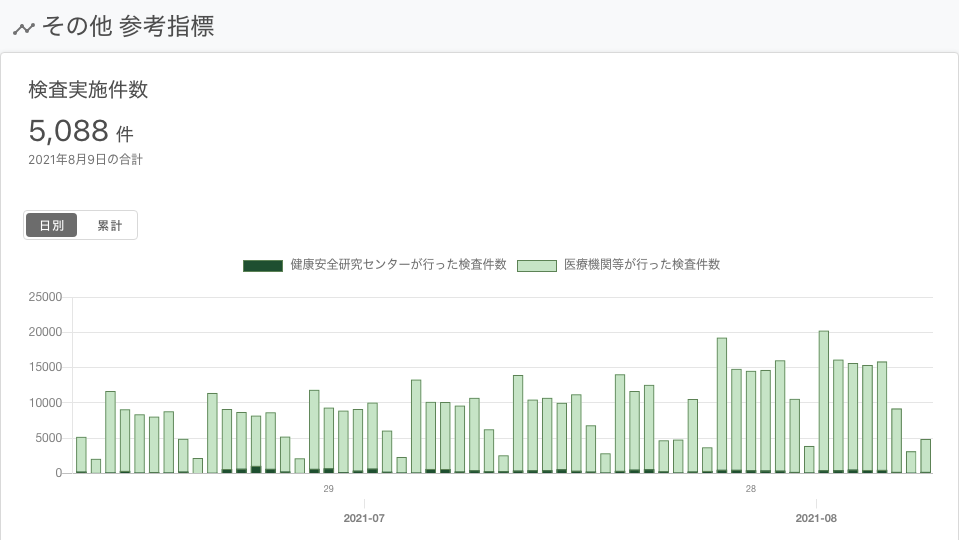 その他 参考指標
検査実施件数
5,088 件
2021年8月9日の合計
日別 累計
健康安全研究センターが行った検査件数 医療機関等が行った検査件数
25000
20000
15000
10000
5000
0
29 28
2021-07 2021-08